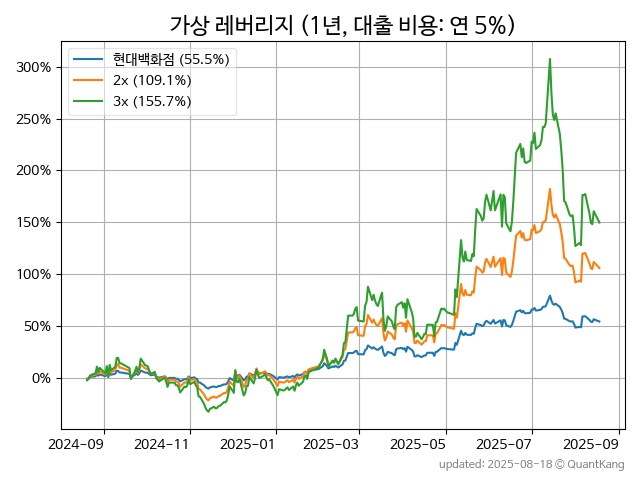 가상 레버리지 (1년, 대출 비용: 연 5%)
현대백화점 (55.5%)
2x (109.1%)
3x (155.7%)
300%
250%
200%
150%
100%
50%
0%
2024-09 2024-11 2025-01 2025-03 2025-05 2025-07 2025-09
updated: 2025-08-18 © QuantKang